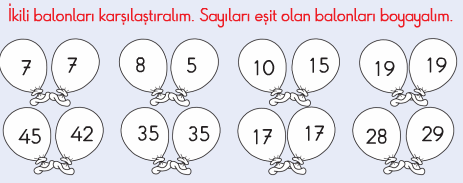 İkili balonları karşılaştıralım. Sayıları eşit olan balonları boyayalım.
7 7 8 5 10 15 19 19
45 42 35 35 17 17 28 29